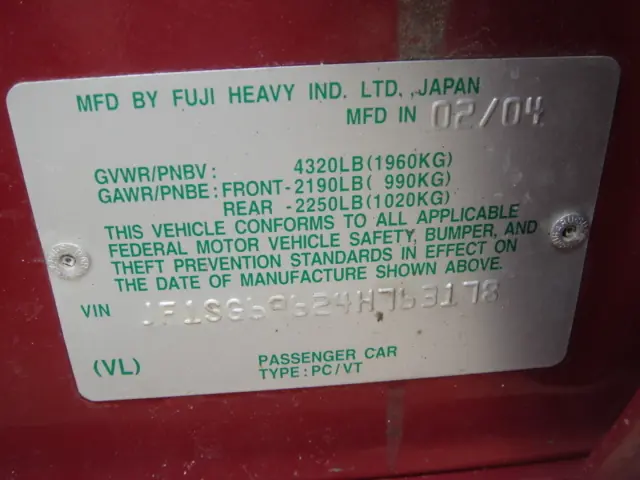 MFD BY FUJI HEAVY IND. LTD., JAPAN
MFD IN 02/04
GVWR/PNBV: 4320LB(1960KG)
GAWR/PNBE: FRONT-2190LB( 990KG)
REAR -2250LB(1020KG)
THIS VEHICLE CONFORMS TO ALL APPLICABLE
FEDERAL MOTOR VEHICLE SAFETY, BUMPER, AND
THEFT PREVENTION STANDARDS IN EFFECT ON
THE DATE OF MANUFACTURE SHOWN ABOVE.
VIN JF1SG69624H763178
(VL) PASSENGER CAR
TYPE: PC/VT